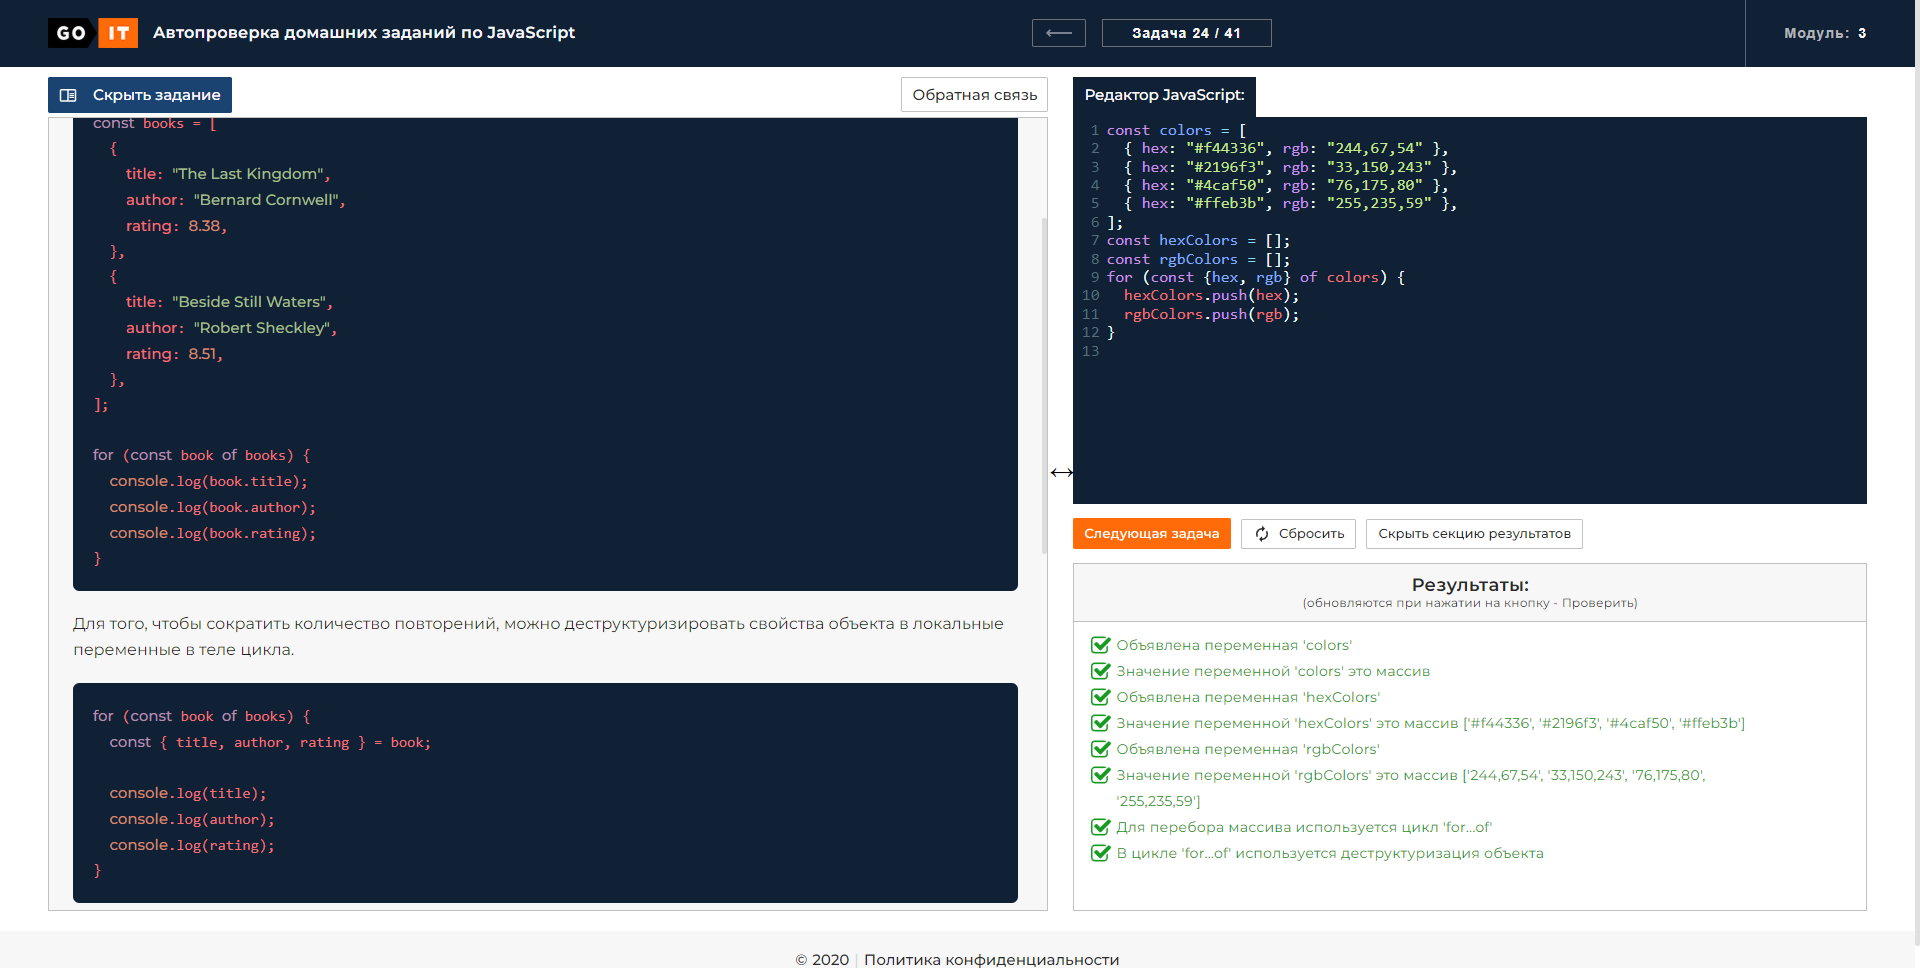 GO IT Автопроверка домашних заданий по JavaScript
Задача 24 / 41
Модуль: 3
Скрыть задание
Обратная связь
const books = [
  {
    title: "The Last Kingdom",
    author: "Bernard Cornwell",
    rating: 8.38,
  },
  {
    title: "Beside Still Waters",
    author: "Robert Sheckley",
    rating: 8.51,
  },
];
for (const book of books) {
  console.log(book.title);
  console.log(book.author);
  console.log(book.rating);
}
Для того, чтобы сократить количество повторений, можно деструктуризировать свойства объекта в локальные
переменные в теле цикла.
for (const book of books) {
  const { title, author, rating } = book;
  console.log(title);
  console.log(author);
  console.log(rating);
}
Редактор JavaScript:
1 const colors = [
2   { hex: "#f44336", rgb: "244,67,54" },
3   { hex: "#2196f3", rgb: "33,150,243" },
4   { hex: "#4caf50", rgb: "76,175,80" },
5   { hex: "#ffeb3b", rgb: "255,235,59" },
6 ];
7 const hexColors = [];
8 const rgbColors = [];
9 for (const {hex, rgb} of colors) {
10   hexColors.push(hex);
11   rgbColors.push(rgb);
12 }
13
Следующая задача
Сбросить
Скрыть секцию результатов
Результаты:
(обновляются при нажатии на кнопку - Проверить)
Объявлена переменная 'colors'
Значение переменной 'colors' это массив
Объявлена переменная 'hexColors'
Значение переменной 'hexColors' это массив ['#f44336', '#2196f3', '#4caf50', '#ffeb3b']
Объявлена переменная 'rgbColors'
Значение переменной 'rgbColors' это массив ['244,67,54', '33,150,243', '76,175,80',
'255,235,59']
Для перебора массива используется цикл 'for...of'
В цикле 'for...of' используется деструктуризация объекта
© 2020 | Политика конфиденциальности